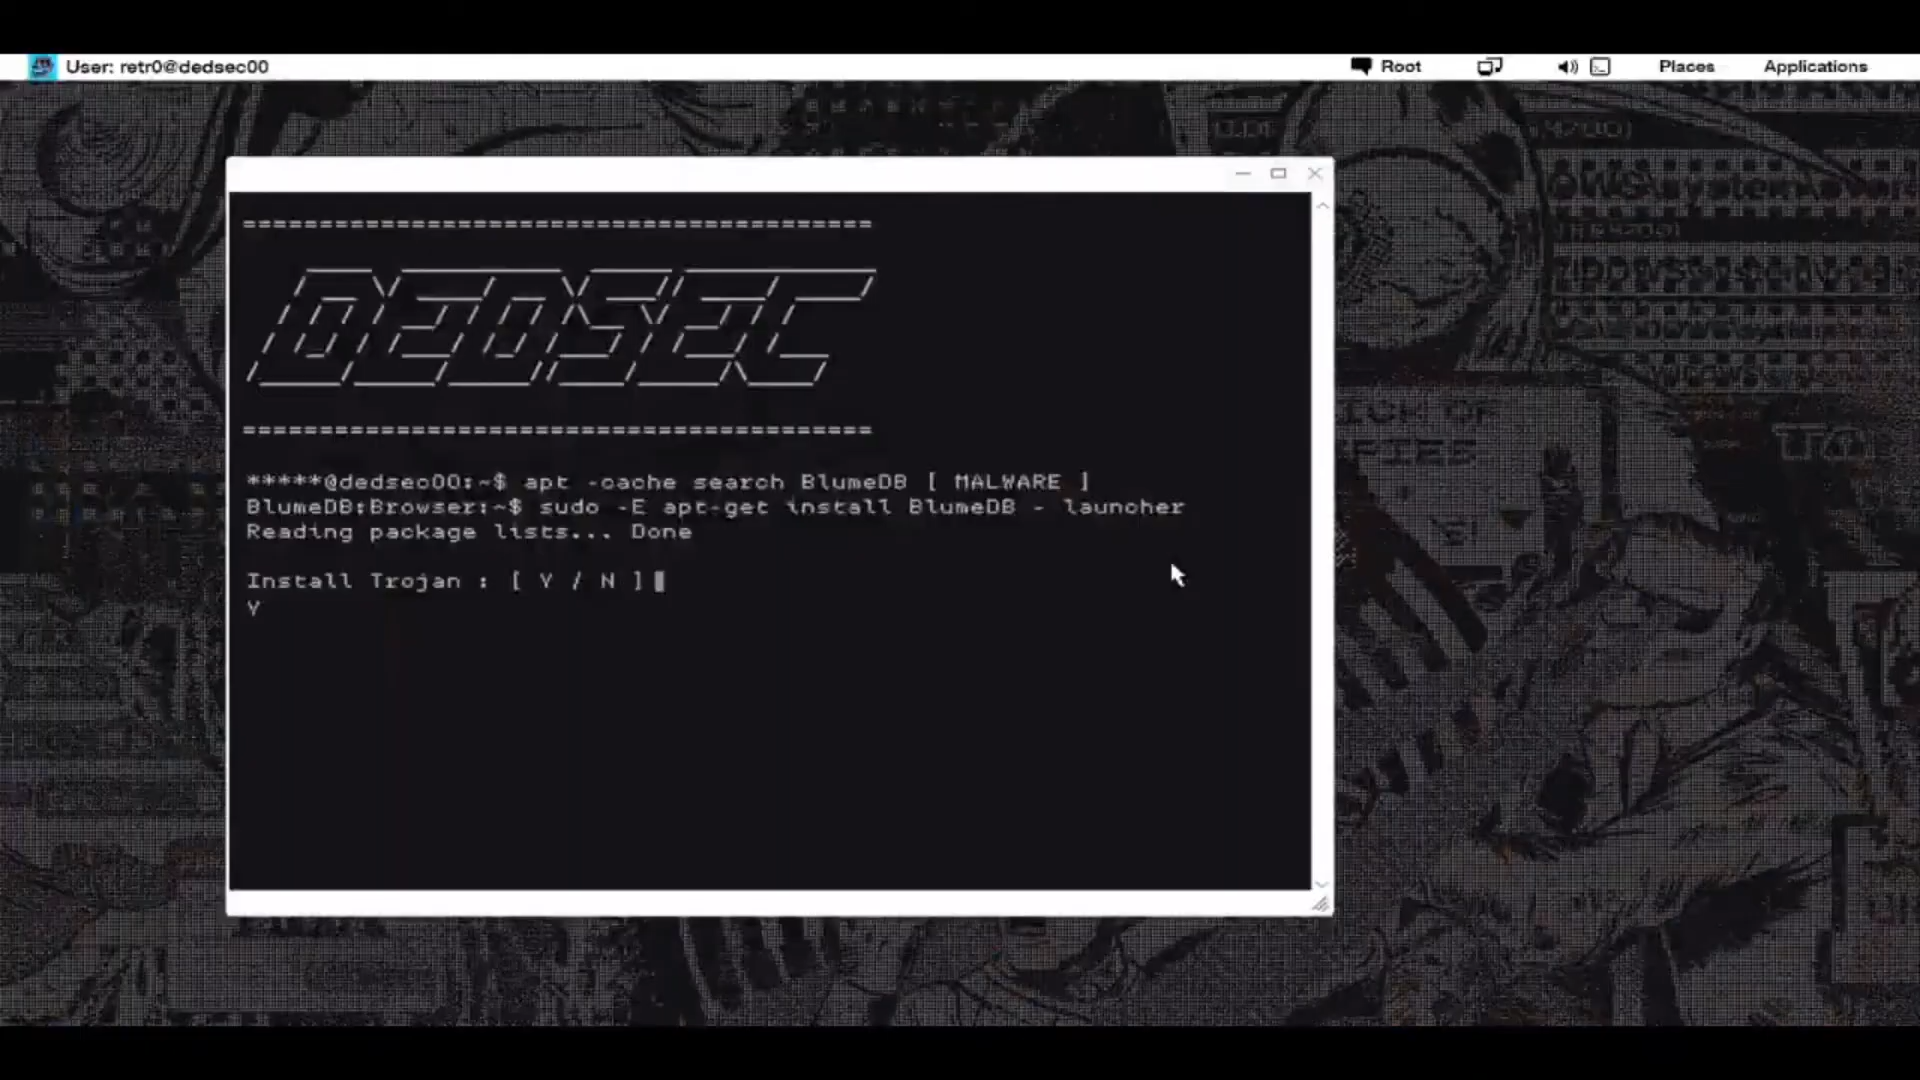 User: retr0@dedsec00 Root Places Applications
========================================
DEDSEC
========================================
*****@dedsec00:~$ apt -cache search BlumeDB [ MALWARE ]
BlumeDB:Browser:~$ sudo -E apt-get install BlumeDB - launcher
Reading package lists... Done
Install Trojan : [ Y / N ]
Y